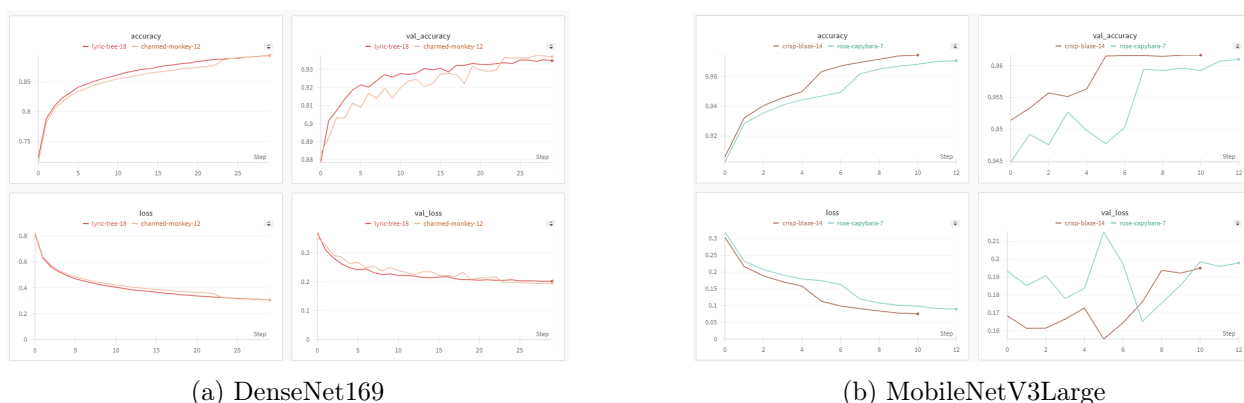 accuracy
lyric-tree-18 charmed-monkey-12
0.85
0.8
0.75
Step
0 5 10 15 20 25
val_accuracy
lyric-tree-18 charmed-monkey-12
0.93
0.92
0.91
0.9
0.89
0.88
Step
0 5 10 15 20 25
loss
lyric-tree-18 charmed-monkey-12
0.8
0.6
0.4
0.2
0
Step
0 5 10 15 20 25
val_loss
lyric-tree-18 charmed-monkey-12
0.3
0.2
0.1
0
Step
0 5 10 15 20 25
(a) DenseNet169
accuracy
crisp-blaze-14 rose-capybara-7
0.96
0.94
0.92
Step
0 2 4 6 8 10 12
val_accuracy
crisp-blaze-14 rose-capybara-7
0.96
0.955
0.95
0.945
Step
0 2 4 6 8 10 12
loss
crisp-blaze-14 rose-capybara-7
0.3
0.25
0.2
0.15
0.1
0.05
0
Step
0 2 4 6 8 10 12
val_loss
crisp-blaze-14 rose-capybara-7
0.21
0.2
0.19
0.18
0.17
0.16
Step
0 2 4 6 8 10 12
(b) MobileNetV3Large